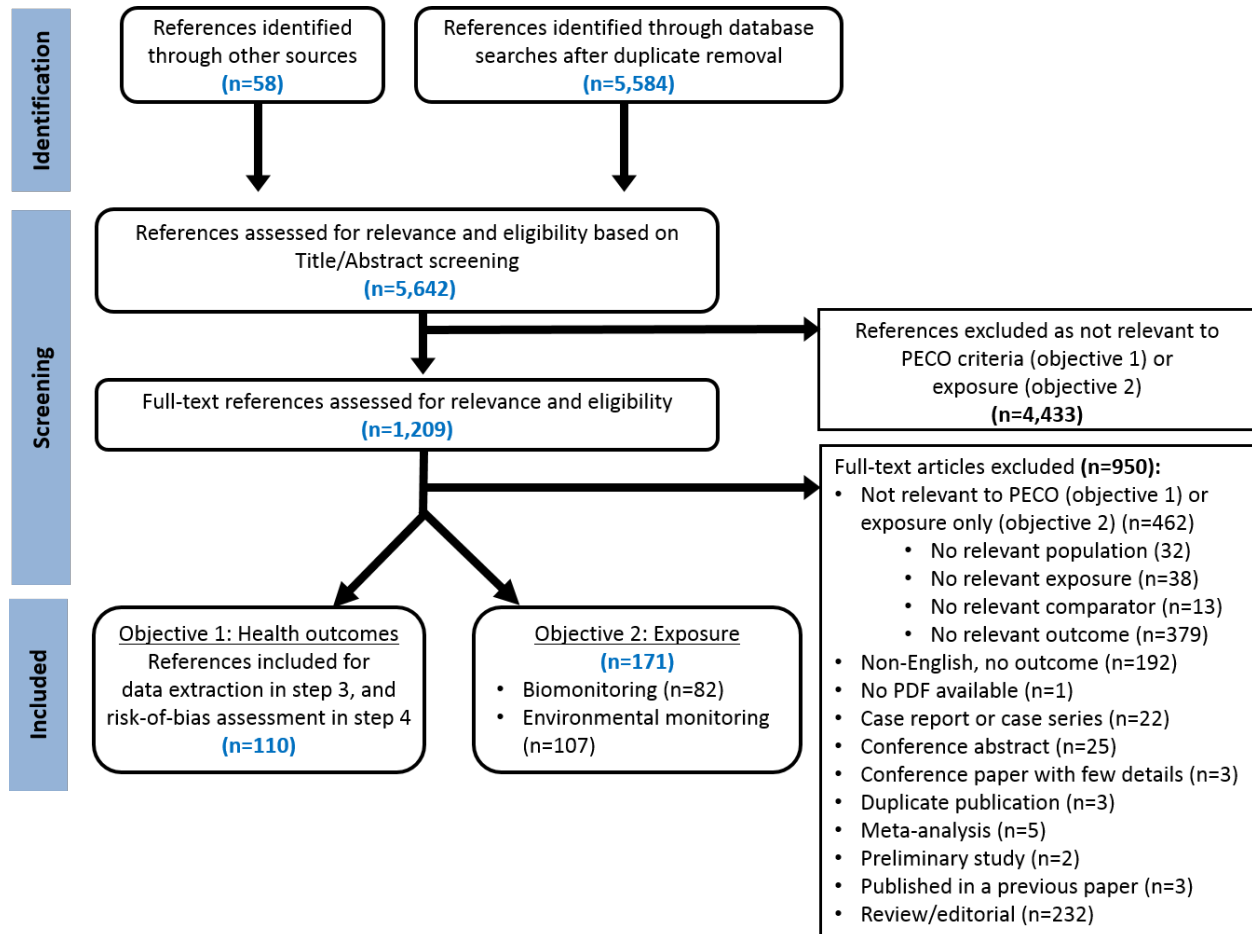 Identification
References identified
through other sources
(n=58)
References identified through database
searches after duplicate removal
(n=5,584)
Screening
References assessed for relevance and eligibility based on
Title/Abstract screening
(n=5,642)
References excluded as not relevant to
PECO criteria (objective 1) or
exposure (objective 2)
(n=4,433)
Full-text references assessed for relevance and eligibility
(n=1,209)
Full-text articles excluded (n=950):
• Not relevant to PECO (objective 1) or
exposure only (objective 2) (n=462)
• No relevant population (32)
• No relevant exposure (n=38)
• No relevant comparator (n=13)
• No relevant outcome (n=379)
• Non-English, no outcome (n=192)
• No PDF available (n=1)
• Case report or case series (n=22)
• Conference abstract (n=25)
• Conference paper with few details (n=3)
• Duplicate publication (n=3)
• Meta-analysis (n=5)
• Preliminary study (n=2)
• Published in a previous paper (n=3)
• Review/editorial (n=232)
Included
Objective 1: Health outcomes
References included for
data extraction in step 3, and
risk-of-bias assessment in step 4
(n=110)
Objective 2: Exposure
(n=171)
• Biomonitoring (n=82)
• Environmental monitoring
(n=107)